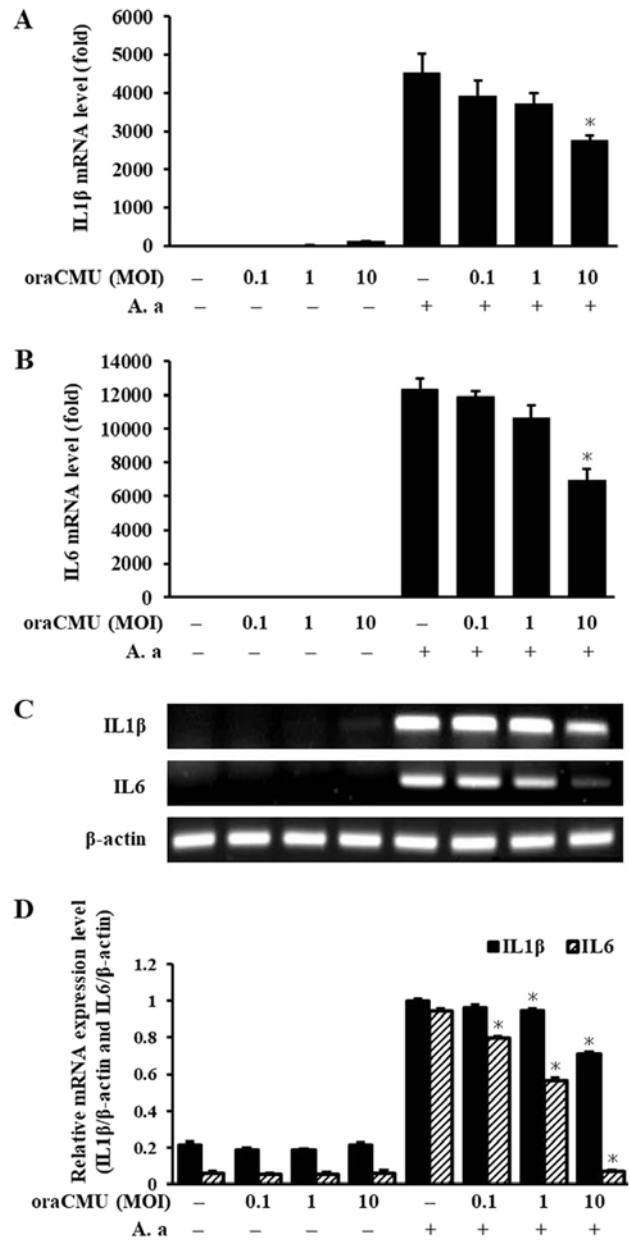 A
IL1β mRNA level (fold)
6000
5000
4000
3000
2000
1000
0
*
oraCMU (MOI) – 0.1 1 10 – 0.1 1 10
A. a – – – – + + + +
B
IL6 mRNA level (fold)
14000
12000
10000
8000
6000
4000
2000
0
*
oraCMU (MOI) – 0.1 1 10 – 0.1 1 10
A. a – – – – + + + +
C
IL1β
IL6
β-actin
D
Relative mRNA expression level
(IL1β/β-actin and IL6/β-actin)
IL1β IL6
1.2
1
0.8
0.6
0.4
0.2
0
* * * * *
oraCMU (MOI) – 0.1 1 10 – 0.1 1 10
A. a – – – – + + + +